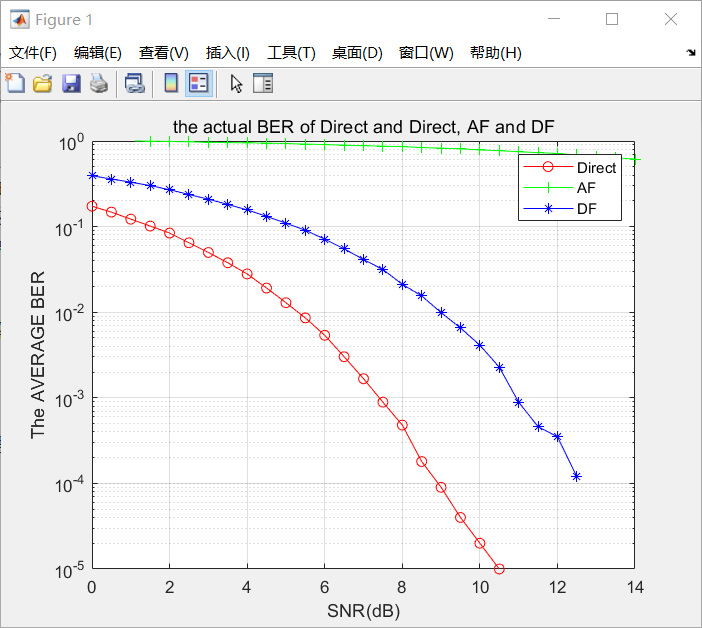 Figure 1
文件(F) 编辑(E) 查看(V) 插入(I) 工具(T) 桌面(D) 窗口(W) 帮助(H)
the actual BER of Direct and Direct, AF and DF
10^0
10^-1
10^-2
10^-3
10^-4
10^-5
The AVERAGE BER
Direct
AF
DF
0 2 4 6 8 10 12 14
SNR(dB)